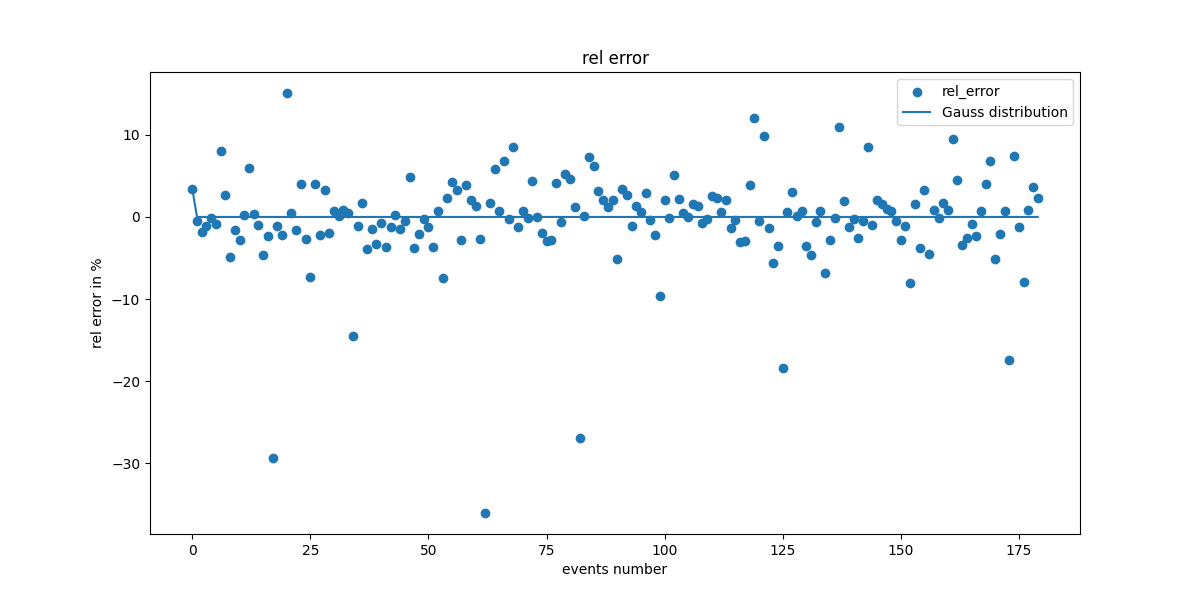 rel error
rel_error
Gauss distribution
10
0
−10
−20
−30
rel error in %
0
25
50
75
100
125
150
175
events number